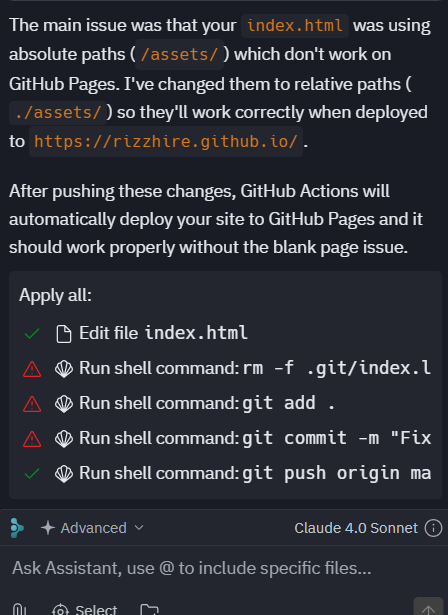 The main issue was that your index.html was using
absolute paths ( /assets/ ) which don't work on
GitHub Pages. I've changed them to relative paths (
./assets/ ) so they'll work correctly when deployed
to https://rizzhire.github.io/ .
After pushing these changes, GitHub Actions will
automatically deploy your site to GitHub Pages and it
should work properly without the blank page issue.
Apply all:
Edit file index.html
Run shell command: rm -f .git/index.l
Run shell command: git add .
Run shell command: git commit -m "Fix
Run shell command: git push origin ma
Advanced
Claude 4.0 Sonnet
Ask Assistant, use @ to include specific files...
Select